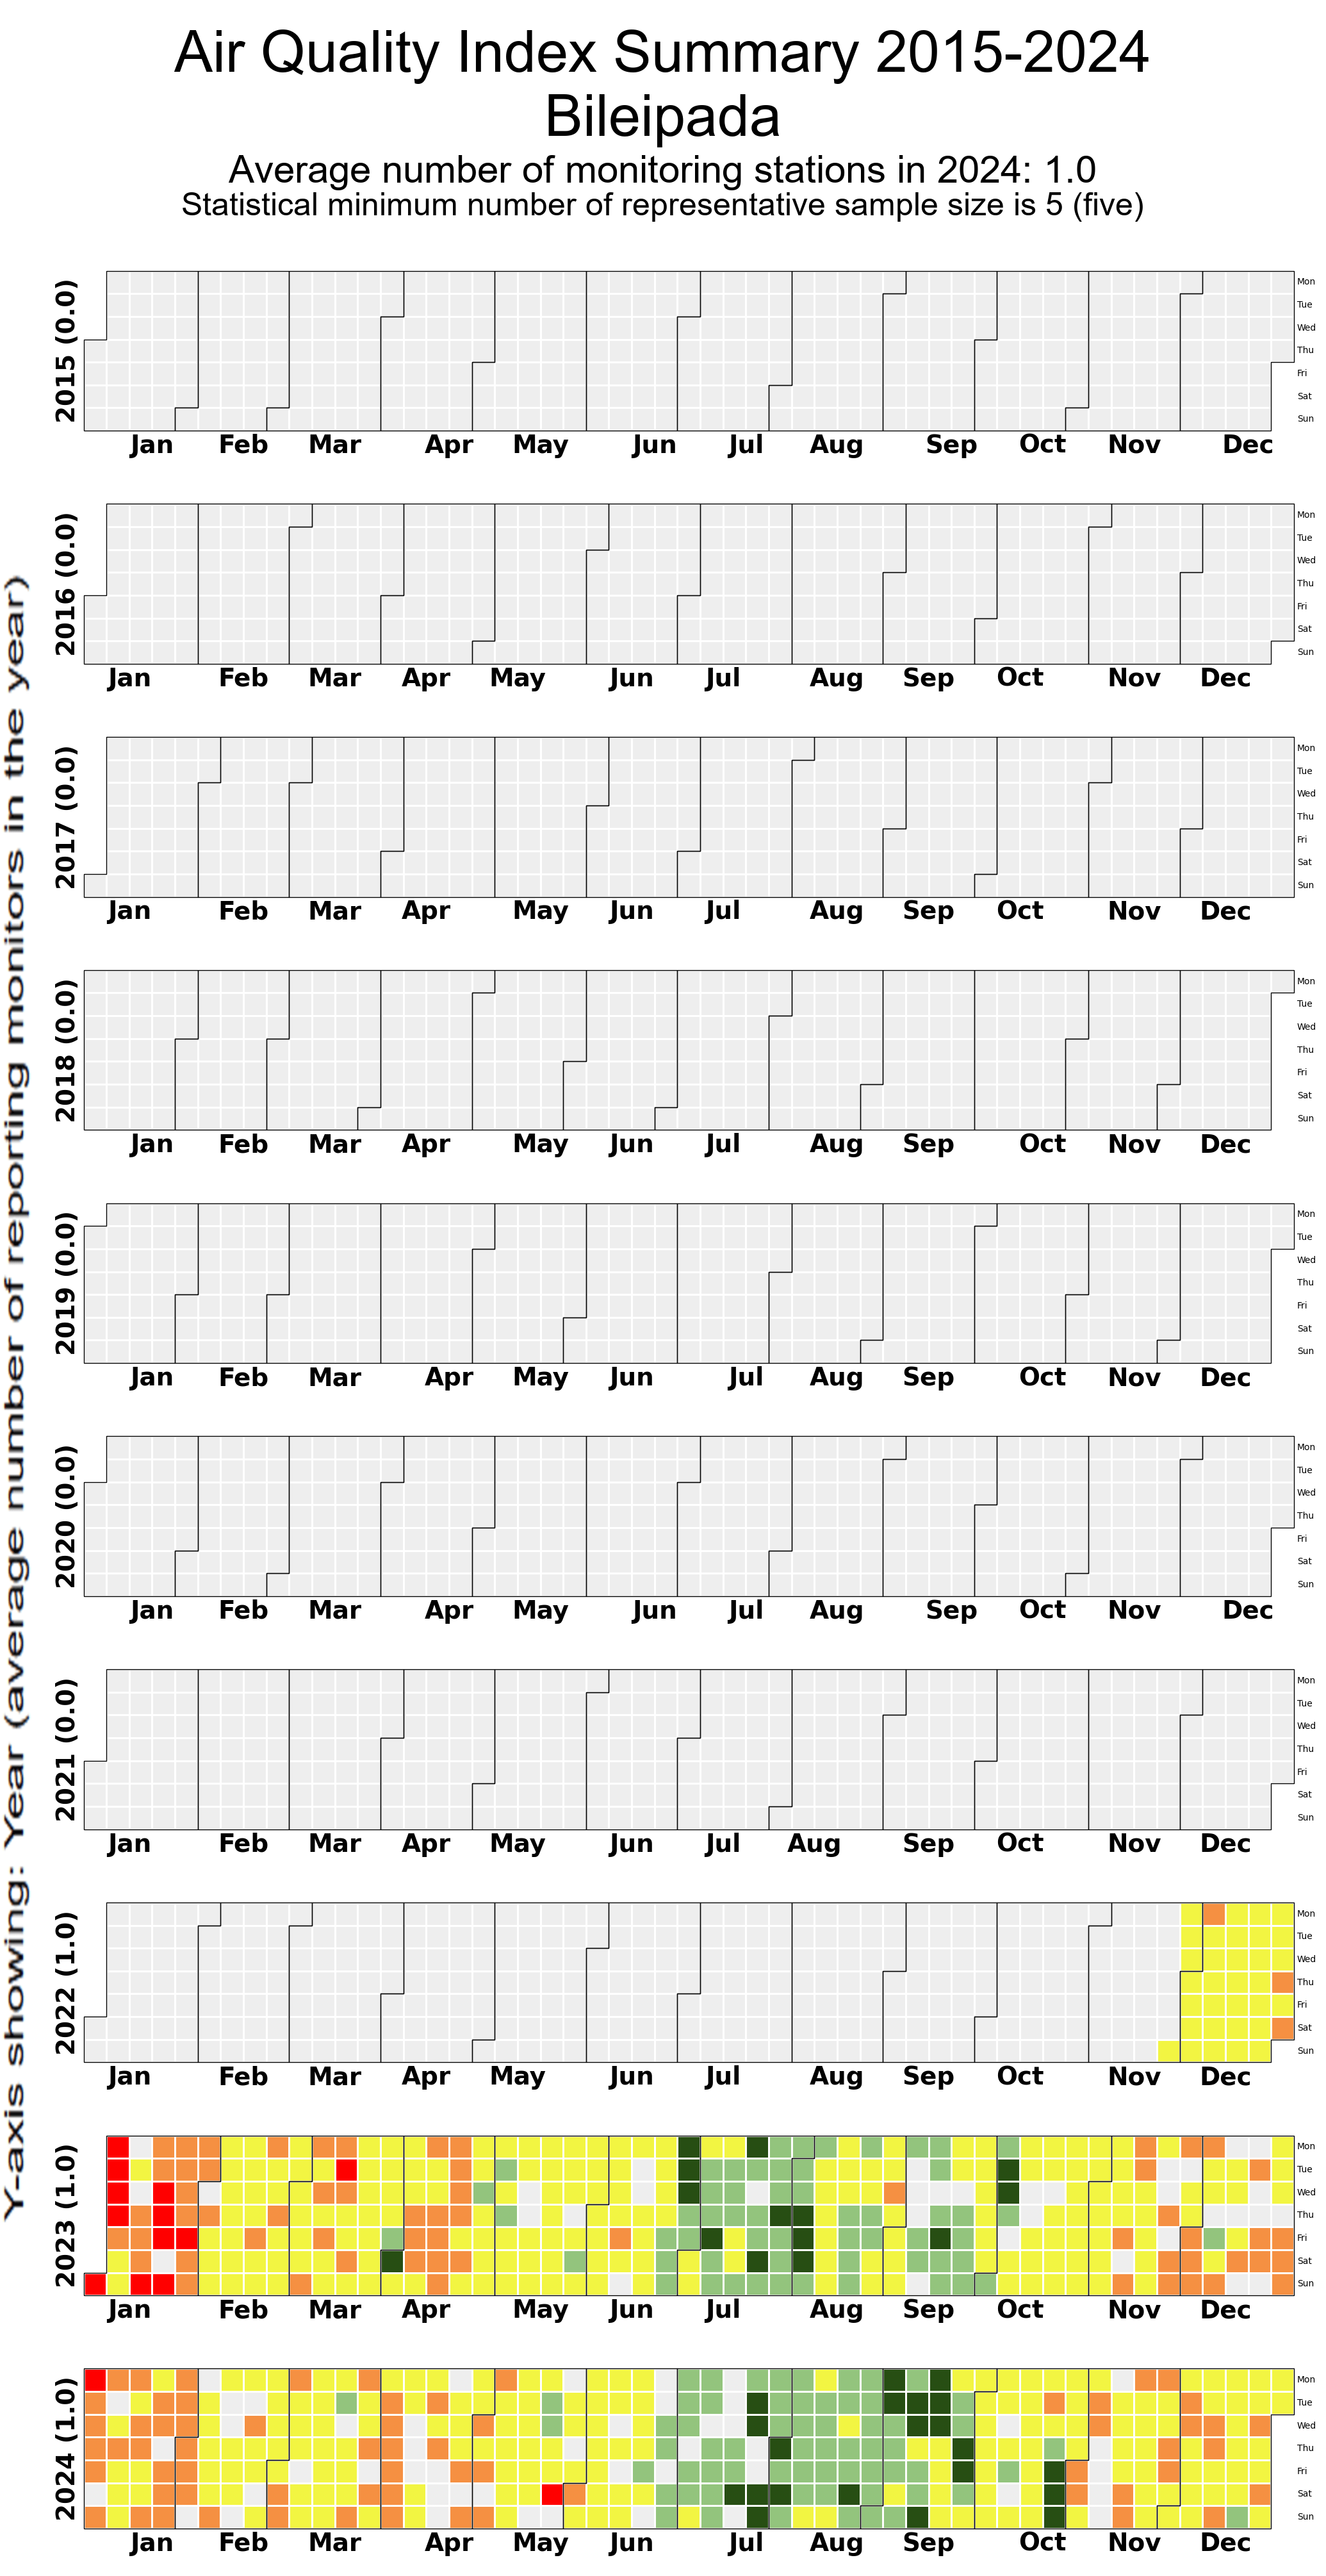 Air Quality Index Summary 2015-2024
Bileipada
Average number of monitoring stations in 2024: 1.0
Statistical minimum number of representative sample size is 5 (five)
Y-axis showing: Year (average number of reporting monitors in the year)
2015 (0.0)
Mon
Tue
Wed
Thu
Fri
Sat
Sun
Jan Feb Mar Apr May Jun Jul Aug Sep Oct Nov Dec
2016 (0.0)
Mon
Tue
Wed
Thu
Fri
Sat
Sun
Jan Feb Mar Apr May Jun Jul Aug Sep Oct Nov Dec
2017 (0.0)
Mon
Tue
Wed
Thu
Fri
Sat
Sun
Jan Feb Mar Apr May Jun Jul Aug Sep Oct Nov Dec
2018 (0.0)
Mon
Tue
Wed
Thu
Fri
Sat
Sun
Jan Feb Mar Apr May Jun Jul Aug Sep Oct Nov Dec
2019 (0.0)
Mon
Tue
Wed
Thu
Fri
Sat
Sun
Jan Feb Mar Apr May Jun Jul Aug Sep Oct Nov Dec
2020 (0.0)
Mon
Tue
Wed
Thu
Fri
Sat
Sun
Jan Feb Mar Apr May Jun Jul Aug Sep Oct Nov Dec
2021 (0.0)
Mon
Tue
Wed
Thu
Fri
Sat
Sun
Jan Feb Mar Apr May Jun Jul Aug Sep Oct Nov Dec
2022 (1.0)
Mon
Tue
Wed
Thu
Fri
Sat
Sun
Jan Feb Mar Apr May Jun Jul Aug Sep Oct Nov Dec
2023 (1.0)
Mon
Tue
Wed
Thu
Fri
Sat
Sun
Jan Feb Mar Apr May Jun Jul Aug Sep Oct Nov Dec
2024 (1.0)
Mon
Tue
Wed
Thu
Fri
Sat
Sun
Jan Feb Mar Apr May Jun Jul Aug Sep Oct Nov Dec